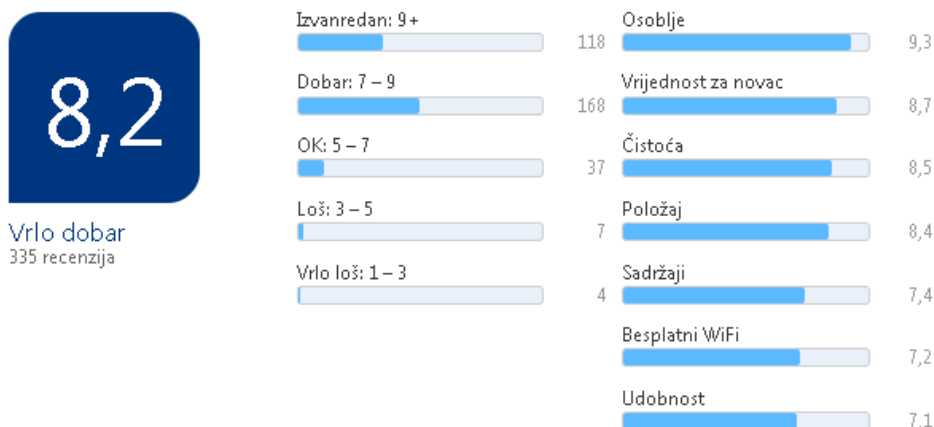 8,2
Vrlo dobar
335 recenzija
Izvanredan: 9+
118
Dobar: 7 – 9
168
OK: 5 – 7
37
Loš: 3 – 5
7
Vrlo loš: 1 – 3
4
Osoblje
9,3
Vrijednost za novac
8,7
Čistoća
8,5
Položaj
8,4
Sadržaji
7,4
Besplatni WiFi
7,2
Udobnost
7,1